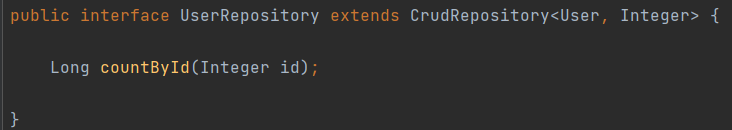 public interface UserRepository extends CrudRepository<User, Integer> {
Long countById(Integer id);
}